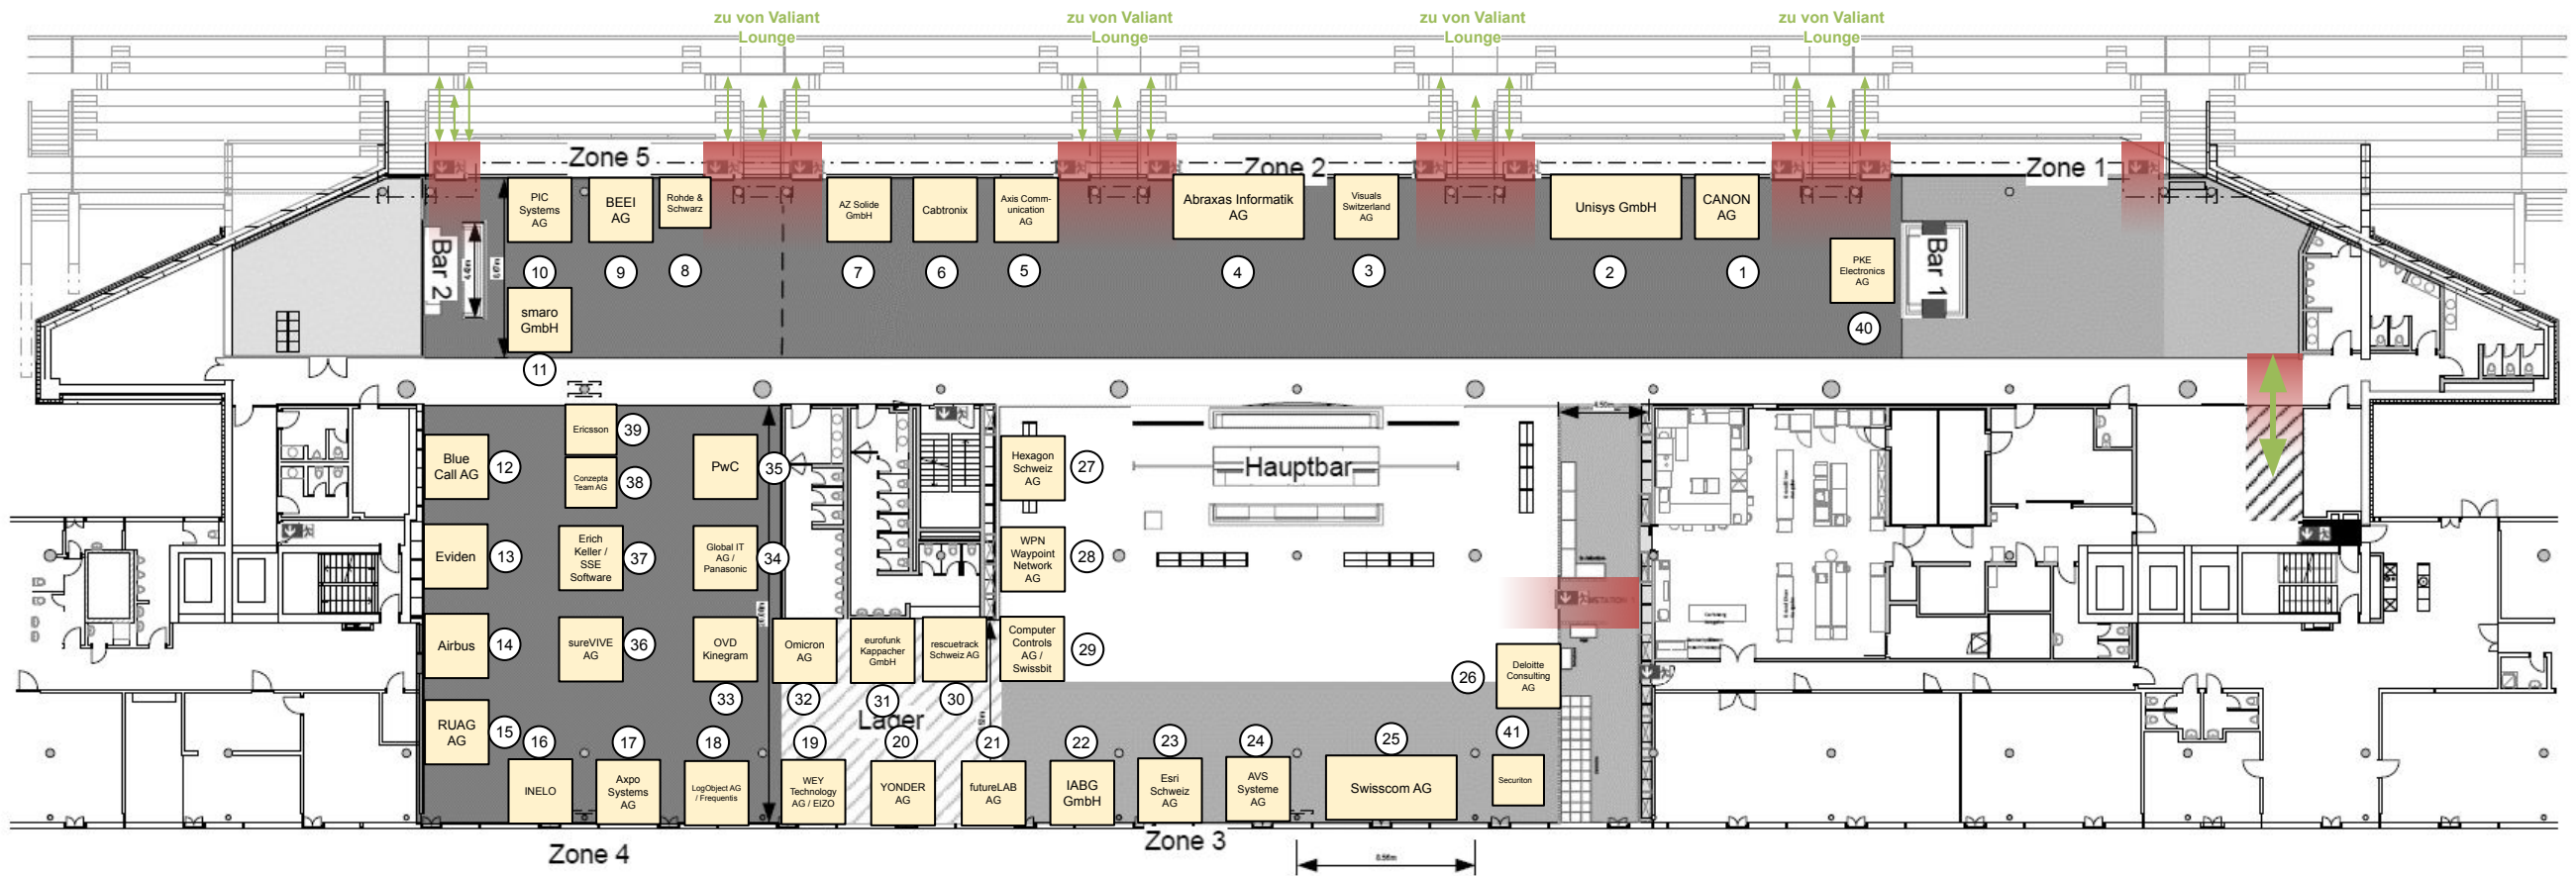 zu von Valiant
Lounge
zu von Valiant
Lounge
zu von Valiant
Lounge
zu von Valiant
Lounge
Zone 5
Zone 2
Zone 1
PIC
Systems
AG
BEEI
AG
Rohde &
Schwarz
AZ Solide
GmbH
Cabtronix
Axis Comm-
unication
AG
Abraxas Informatik
AG
Visuals
Switzerland
AG
Unisys GmbH
CANON
AG
PKE
Electronics
AG
Bar 2
Bar 1
10
9
8
7
6
5
4
3
2
1
40
smaro
GmbH
11
Ericsson
39
Blue
Call AG
12
Conzepta
Team AG
38
PwC
35
Hexagon
Schweiz
AG
27
Hauptbar
4.50m
Eviden
13
Erich
Keller /
SSE
Software
37
Global IT
AG /
Panasonic
34
WPN
Waypoint
Network
AG
28
Airbus
14
sureVIVE
AG
36
OVD
Kinegram
33
Omicron
AG
32
eurofunk
Kappacher
GmbH
31
rescuetrack
Schweiz AG
30
Computer
Controls
AG /
Swissbit
29
26
Deloitte
Consulting
AG
Lager
RUAG
AG
15
16
17
18
19
20
21
22
23
24
25
41
INELO
Axpo
Systems
AG
LogObject AG
/ Frequentis
WEY
Technology
AG / EIZO
YONDER
AG
futureLAB
AG
IABG
GmbH
Esri
Schweiz
AG
AVS
Systeme
AG
Swisscom AG
Securiton
Zone 4
Zone 3
8.56m